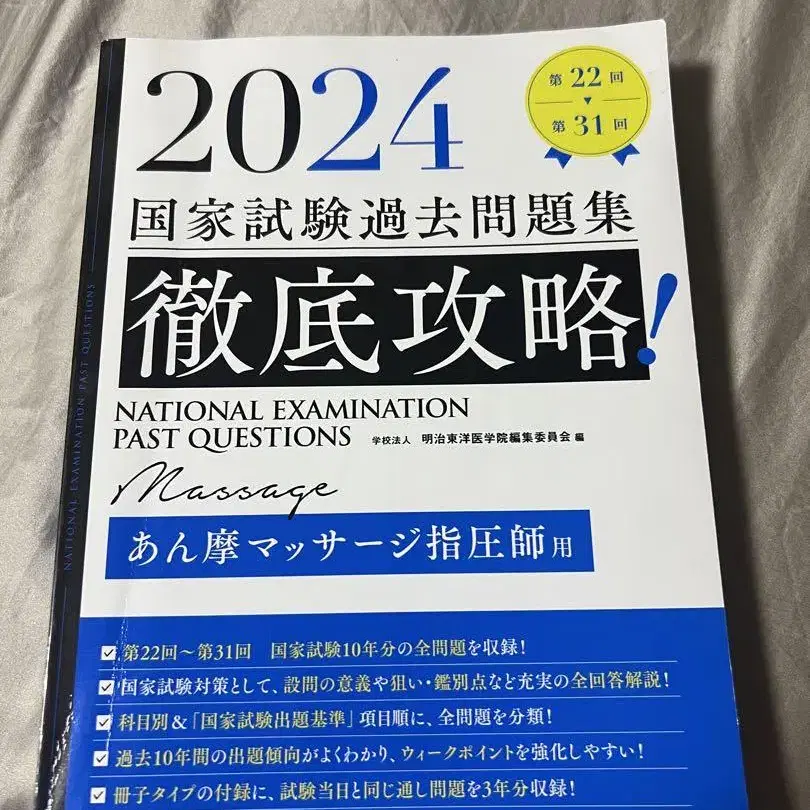 2024
第22回
▼
第31回
国家試験過去問題集
徹底攻略!
NATIONAL EXAMINATION
PAST QUESTIONS 学校法人 明治東洋医学院編集委員会 編
Massage
あん摩マッサージ指圧師用
第22回～第31回 国家試験10年分の全問題を収録!
国家試験対策として、設問の意義や狙い・鑑別点など充実の全回答解説!
科目別&「国家試験出題基準」項目順に、全問題を分類!
過去10年間の出題傾向がよくわかり、ウィークポイントを強化しやすい!
冊子タイプの付録に、試験当日と同じ通し問題を3年分収録!
NATIONAL EXAMINATION PAST QUESTIONS